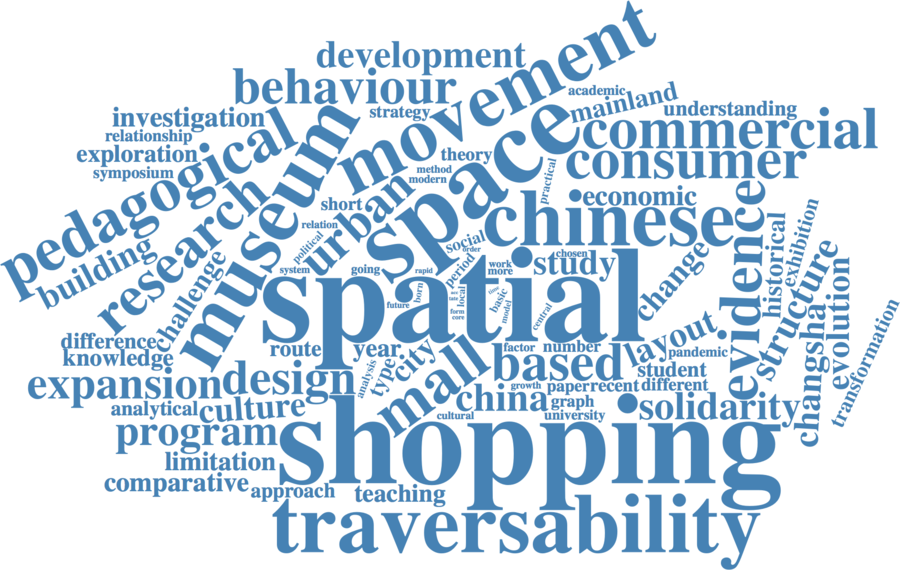 development
movement
behaviour
academic
mainland
strategy
understanding
investigation
relationship
museum
space
commercial
exploration
theory
consumer
symposium
pedagogical
method
modern
practical
research
urban
short
economic
chinese
evidence
relation
political
building
social
order
historical
exhibition
challenge
system
going
rapid
period
work
more
chosen
study
change
structure
spatial
born
future
local
late
form
core
time
basic
model
central
changsha
evolution
transformation
difference
knowledge
route
year
city
type
analysis
small
factor
number
based
layout
pandemic
student
expansion
design
growth
paper
recent
different
china
graph
analytical
culture
cultural
university
solidarity
program
shopping
mall
limitation
comparative
approach
teaching
traversability